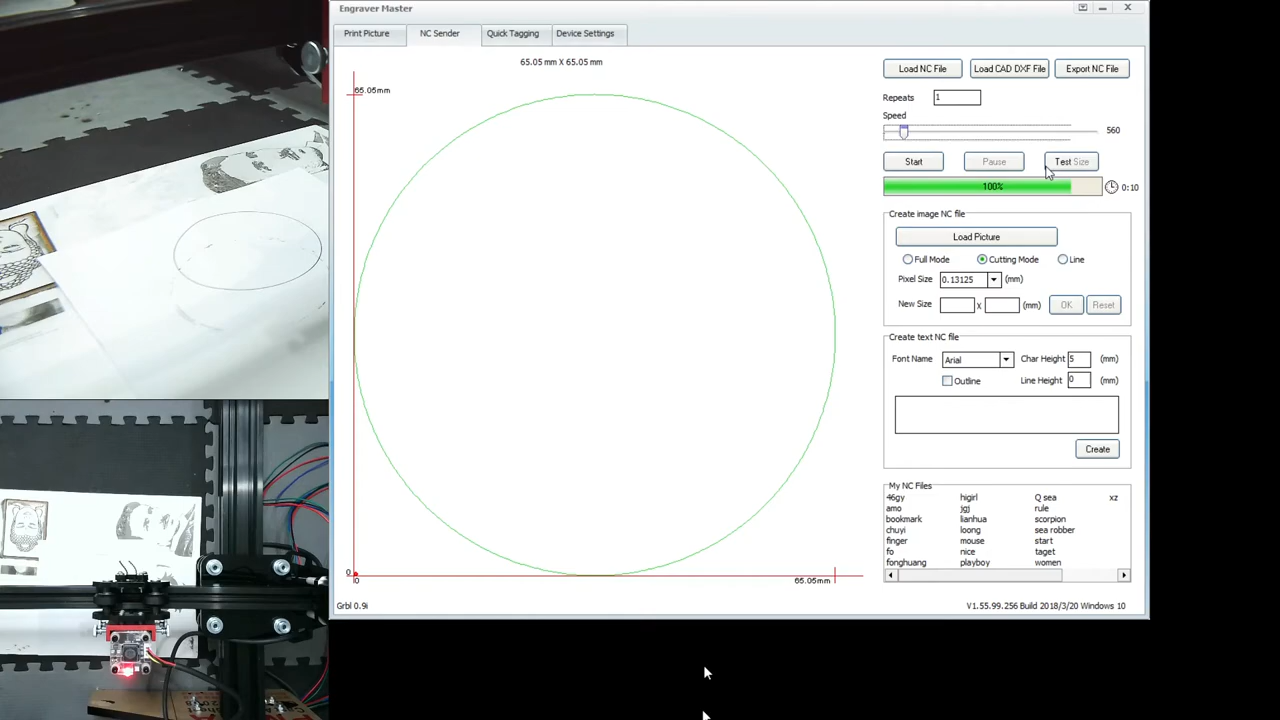 Engraver Master
Print Picture NC Sender Quick Tagging Device Settings
65.05 mm X 65.05 mm
65.05mm
Load NC File Load CAD DXF File Export NC File
Repeats 1
Speed
560
Start Pause Test Size
100% 0:10
Create image NC file
Load Picture
Full Mode Cutting Mode Line
Pixel Size 0.13125 (mm)
New Size X (mm) OK Reset
Create text NC file
Font Name Arial Char Height 5 (mm)
Outline Line Height 0 (mm)
Create
My NC Files
46gy higirl Q sea xz
amo jgj rule
bookmark lianhua scorpion
chuyi loong sea robber
finger mouse start
fo nice taget
fonghuang playboy women
0
0 65.05mm
Grbl 0.9i V1.55.99.256 Build 2018/3/20 Windows 10